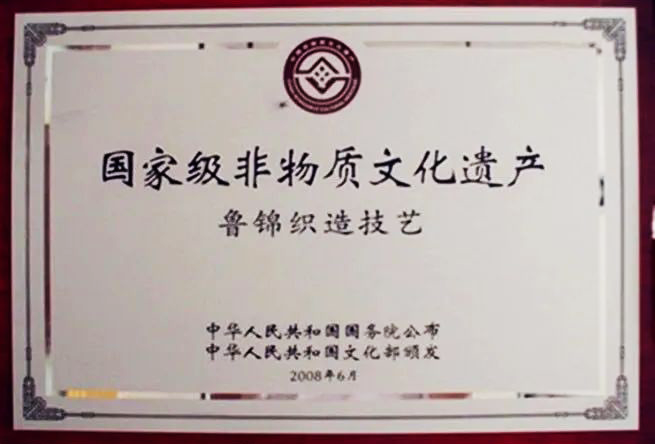 国家级非物质文化遗产
鲁锦织造技艺
中华人民共和国国务院公布
中华人民共和国文化部颁发
2008年6月